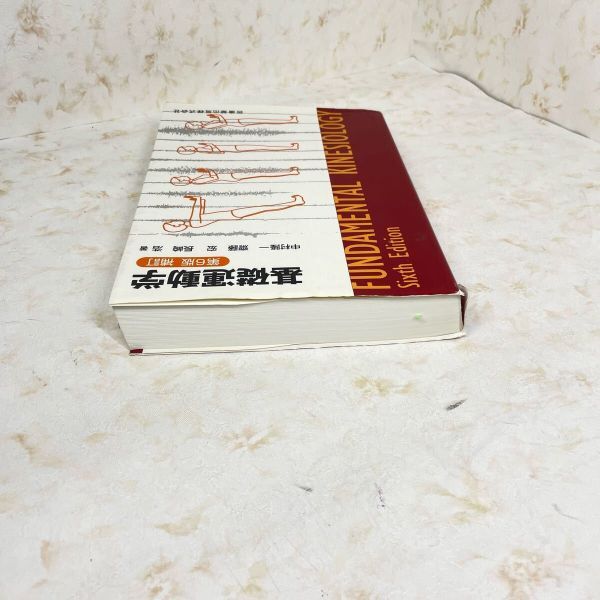 FUNDAMENTAL KINESIOLOGY
Sixth Edition
基礎運動学
第6版 補訂
中村隆一 齋藤 宏 長崎 浩 著
医歯薬出版株式会社